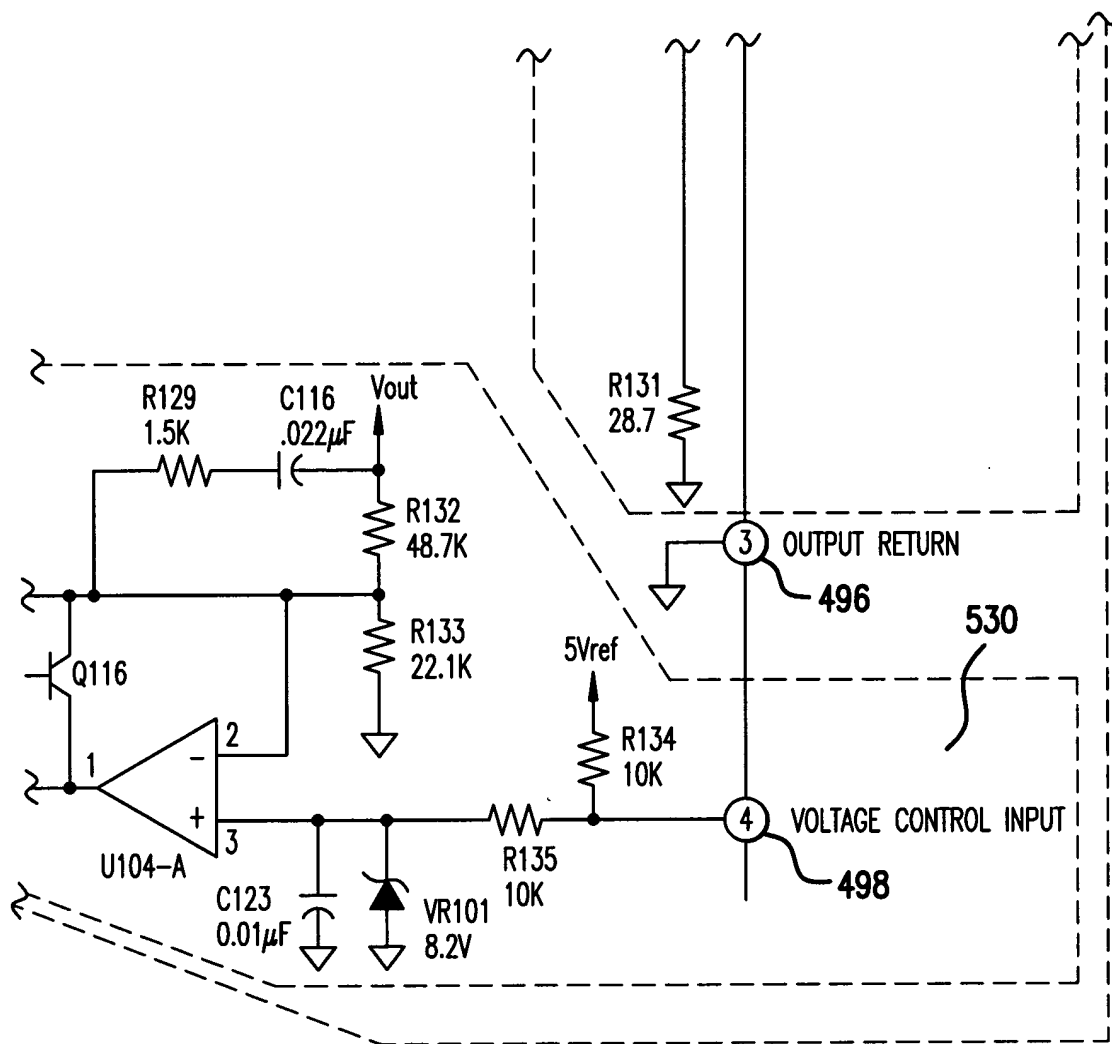 R131
28.7
Vout
R129
1.5K
C116
.022μF
R132
48.7K
3 OUTPUT RETURN
496
530
R133
22.1K
5Vref
Q116
R134
10K
1
2
-
+
3
4 VOLTAGE CONTROL INPUT
498
U104-A
R135
10K
C123
0.01μF
VR101
8.2V